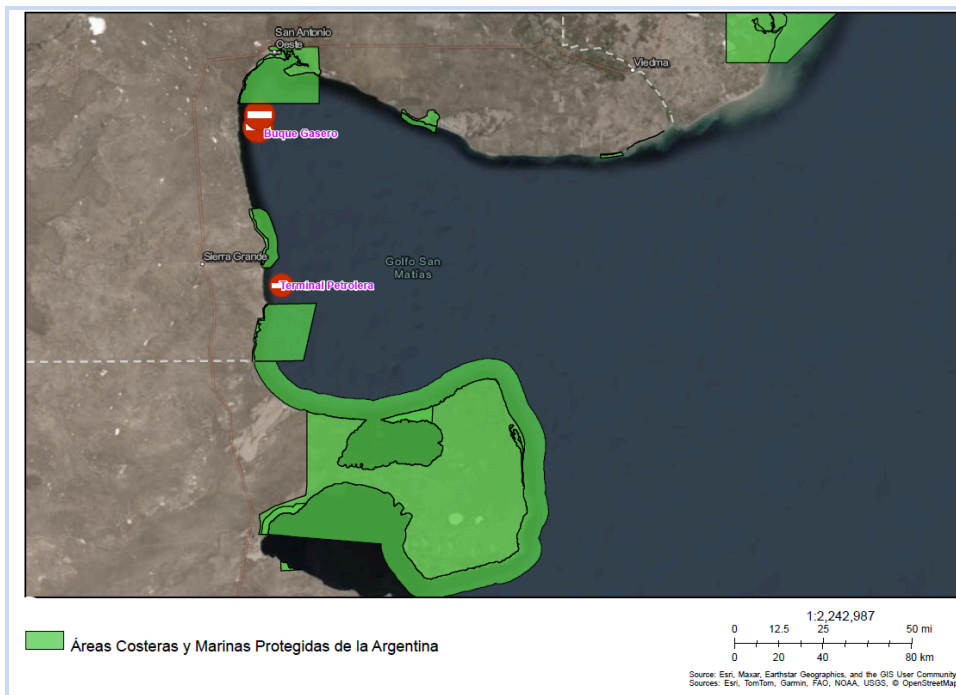 San Antonio
Oeste
Viedma
Buque Gasero
Sierra Grande
Golfo San
Matías
Terminal Petrolera
Áreas Costeras y Marinas Protegidas de la Argentina
1:2,242,987
0 12.5 25 50 mi
0 20 40 80 km
Source: Esri, Maxar, Earthstar Geographics, and the GIS User Community
Sources: Esri, TomTom, Garmin, FAO, NOAA, USGS, © OpenStreetMap